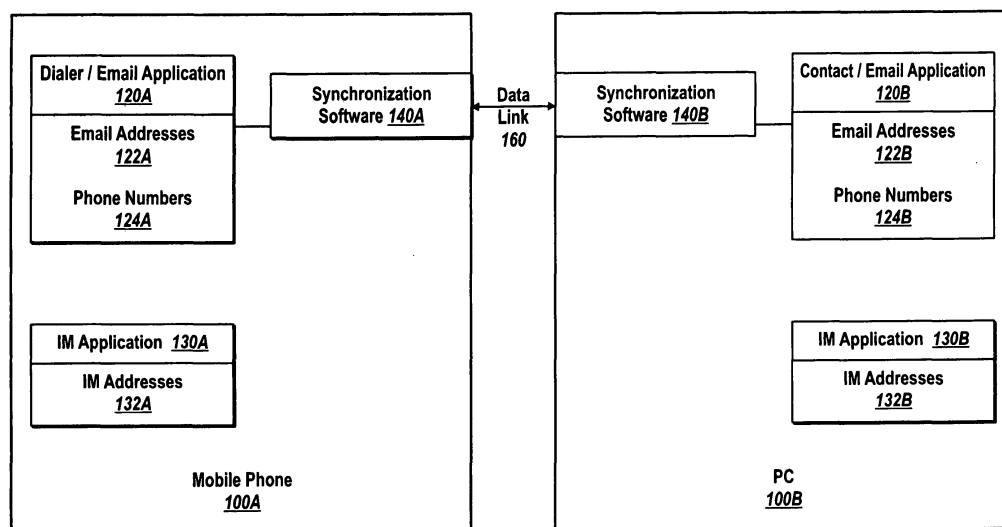 Dialer / Email Application
120A
Email Addresses
122A
Phone Numbers
124A
Synchronization
Software 140A
IM Application 130A
IM Addresses
132A
Mobile Phone
100A
Data
Link
160
Synchronization
Software 140B
Contact / Email Application
120B
Email Addresses
122B
Phone Numbers
124B
IM Application 130B
IM Addresses
132B
PC
100B